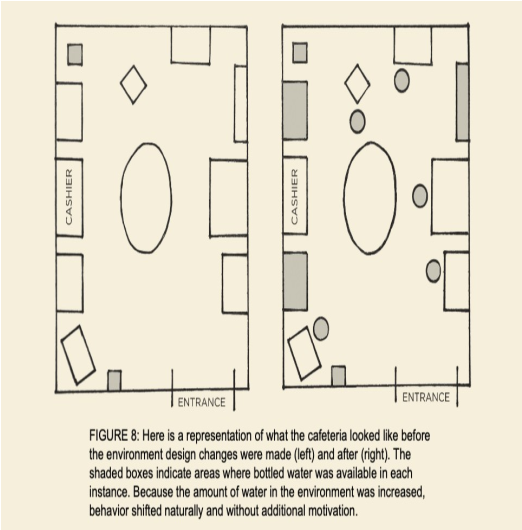 CASHIER
CASHIER
ENTRANCE
ENTRANCE
FIGURE 8: Here is a representation of what the cafeteria looked like before
the environment design changes were made (left) and after (right). The
shaded boxes indicate areas where bottled water was available in each
instance. Because the amount of water in the environment was increased,
behavior shifted naturally and without additional motivation.